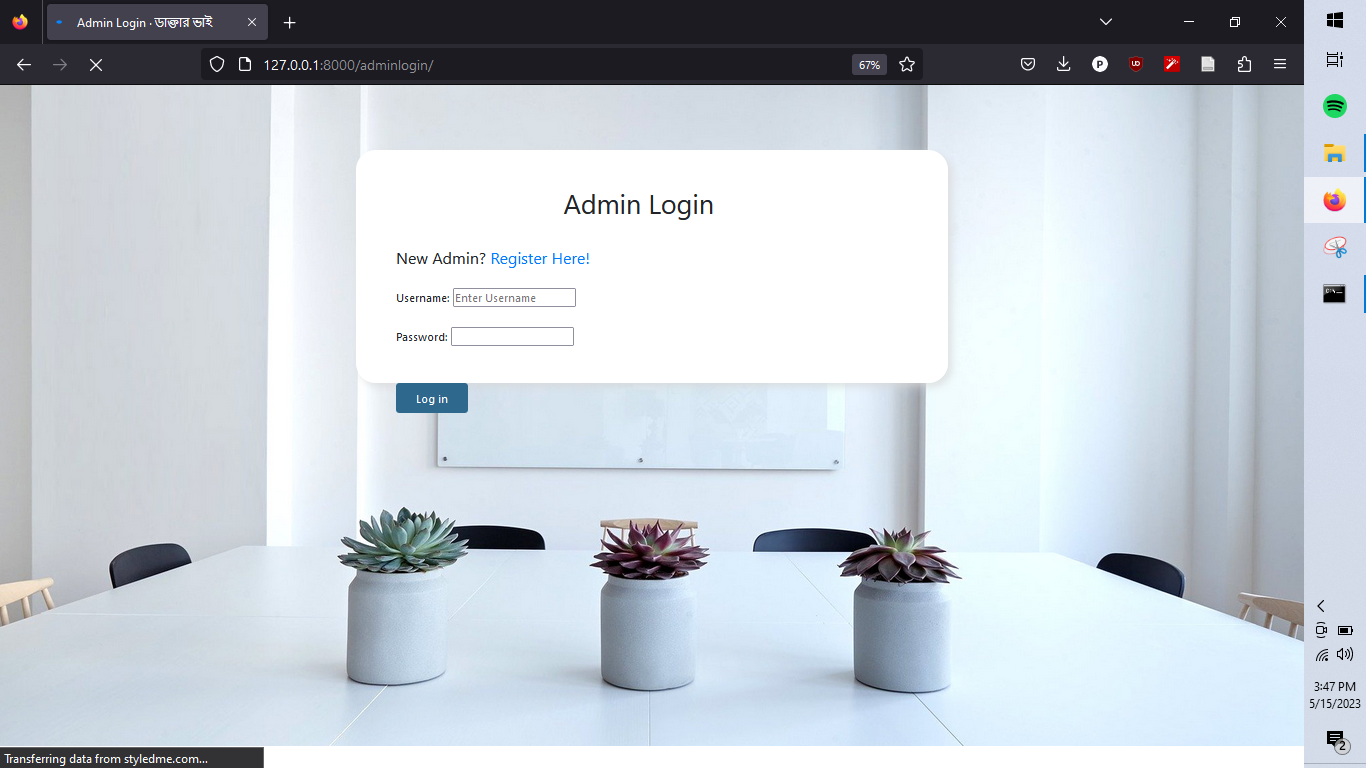 Admin Login · ডাক্তার ভাই
127.0.0.1:8000/adminlogin/
67%
P
UD
Admin Login
New Admin? Register Here!
Username: Enter Username
Password:
Log in
3:47 PM
5/15/2023
2
Transferring data from styledme.com...